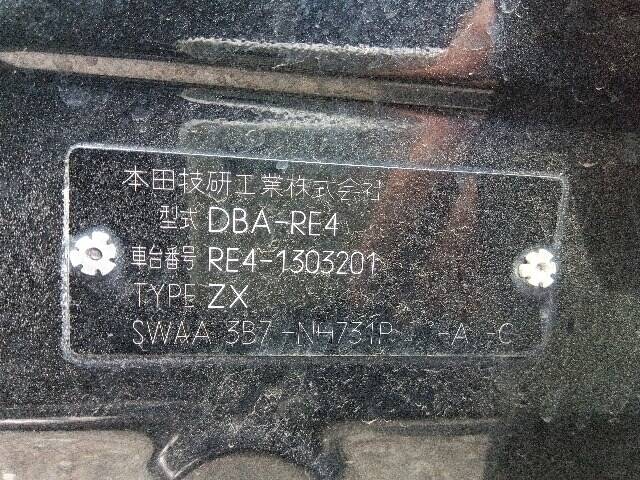 本田技研工業株式会社
型式 DBA-RE4
車台番号 RE4-1303201
TYPE ZX
SWAA 3B7 -NH731P -A -C